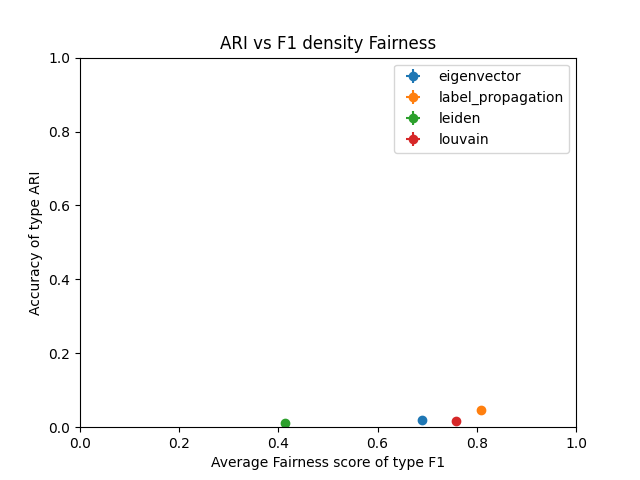 ARI vs F1 density Fairness
eigenvector
label_propagation
leiden
louvain
Accuracy of type ARI
1.0
0.8
0.6
0.4
0.2
0.0
0.0 0.2 0.4 0.6 0.8 1.0
Average Fairness score of type F1